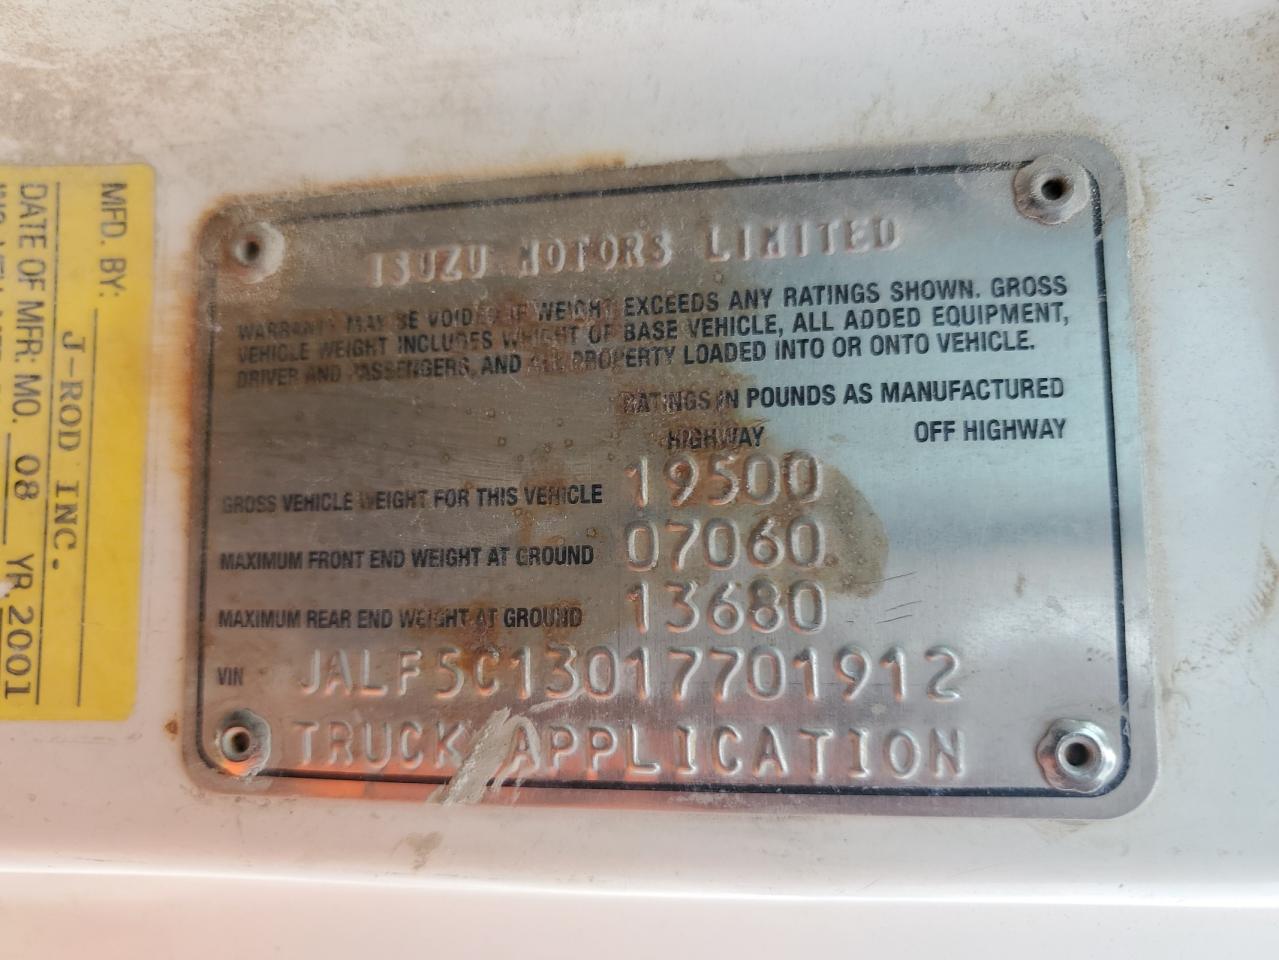 MFD. BY:
J-ROD INC.
DATE OF MFR: MO. 08 YR 2001
ISUZU MOTORS LIMITED
WARRANTY MAY BE VOIDED IF WEIGHT EXCEEDS ANY RATINGS SHOWN. GROSS
VEHICLE WEIGHT INCLUDES WEIGHT OF BASE VEHICLE, ALL ADDED EQUIPMENT,
DRIVER AND PASSENGERS, AND ALL PROPERTY LOADED INTO OR ONTO VEHICLE.
RATINGS IN POUNDS AS MANUFACTURED
HIGHWAY OFF HIGHWAY
GROSS VEHICLE WEIGHT FOR THIS VEHICLE 19500
MAXIMUM FRONT END WEIGHT AT GROUND 07060
MAXIMUM REAR END WEIGHT AT GROUND 13680
VIN JALF5C13017701912
TRUCK APPLICATION